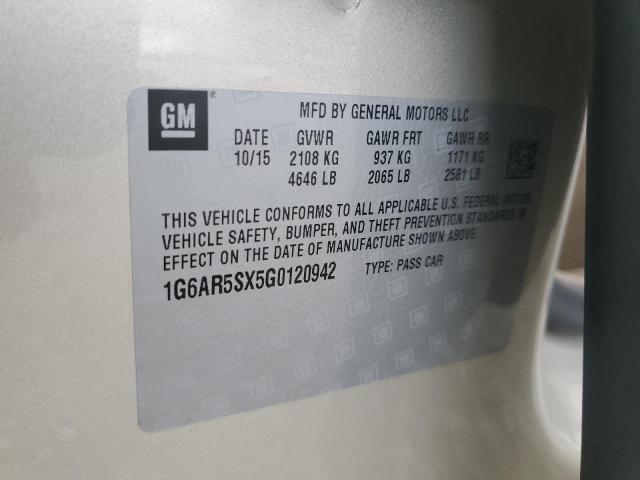 GM
MFD BY GENERAL MOTORS LLC
DATE GVWR GAWR FRT GAWR RR
10/15 2108 KG 937 KG 1171 KG
4646 LB 2065 LB 2581 LB
THIS VEHICLE CONFORMS TO ALL APPLICABLE U.S. FEDERAL MOTOR
VEHICLE SAFETY, BUMPER, AND THEFT PREVENTION STANDARDS IN
EFFECT ON THE DATE OF MANUFACTURE SHOWN ABOVE.
1G6AR5SX5G0120942 TYPE: PASS CAR